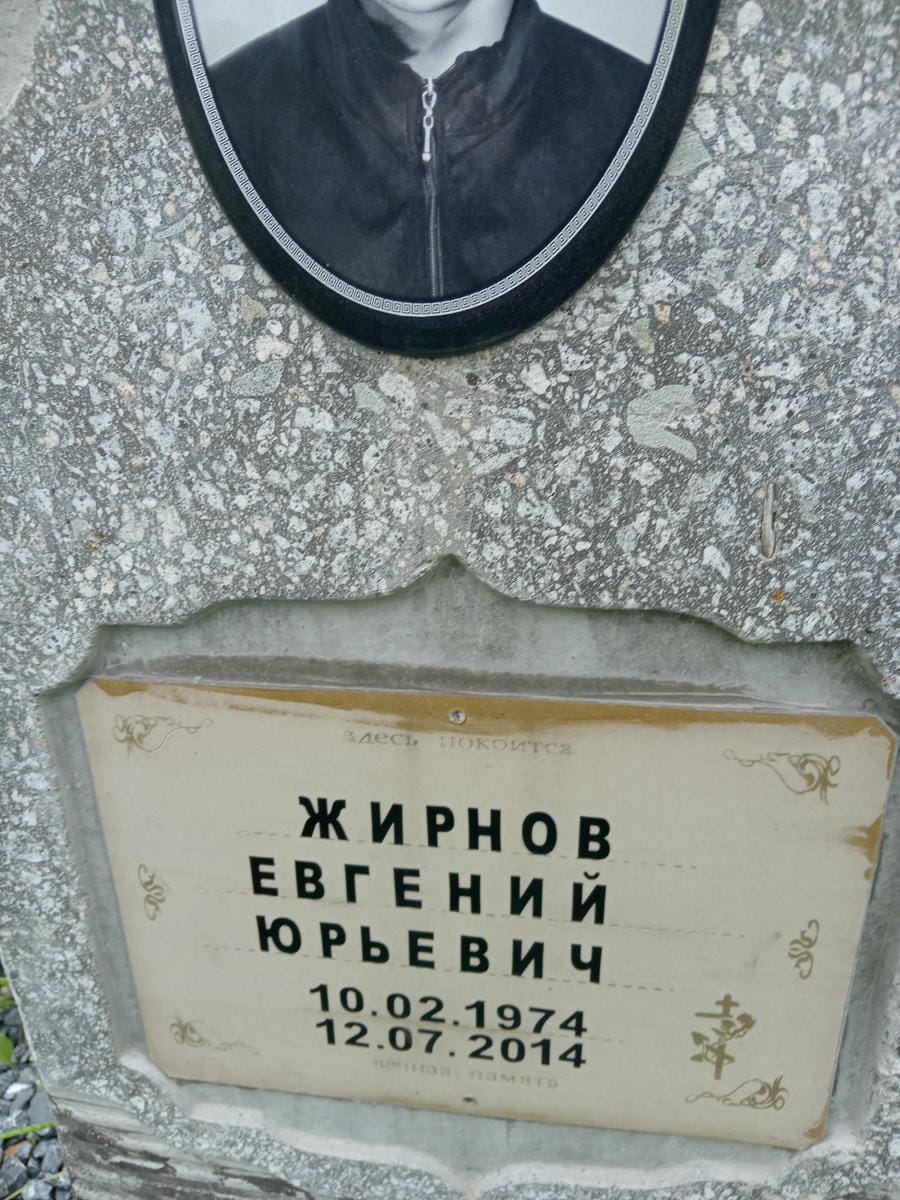 здесь покоится
ЖИРНОВ
ЕВГЕНИЙ
ЮРЬЕВИЧ
10.02.1974
12.07.2014
вечная память